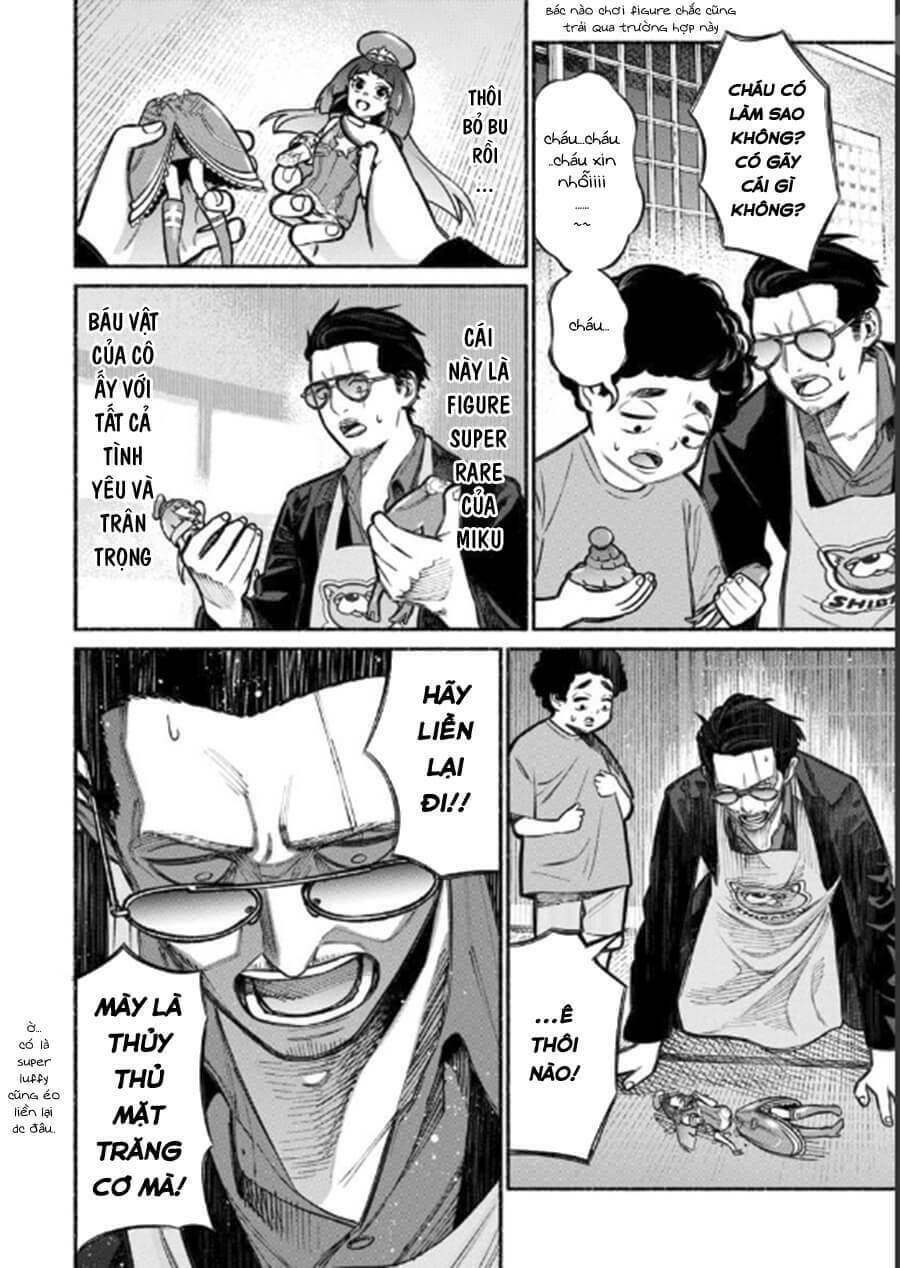 Bác nào chơi figure chắc cũng
trải qua trường hợp này
CHÁU CÓ
LÀM SAO
KHÔNG?
CÓ GÃY
CÁI GÌ
KHÔNG?
cháu...cháu
..cháu xin
nhỗiiii
......
~~
cháu...
SHIBA
THÔI
BỎ BU
RỒI
...
CÁI
NÀY LÀ
FIGURE
SUPER
RARE
CỦA
MIKU
BÁU VẬT
CỦA CÔ
ẤY VỚI
TẤT CẢ
TÌNH
YÊU VÀ
TRÂN
TRỌNG
...Ê
THÔI
NÀO!
HÃY
LIỀN
LẠI
ĐI!!
MÀY LÀ
THỦY
THỦ
MẶT
TRĂNG
CƠ MÀ!
Ờ...
có là
super
luffy
cũng éo
liền lại
dc đâu..